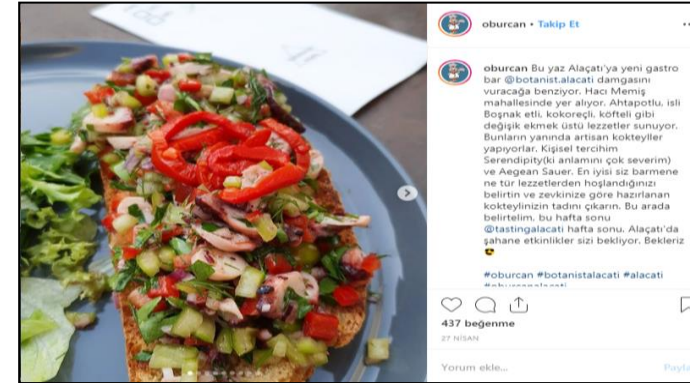 oburcan • Takip Et
oburcan Bu yaz Alaçatı'ya yeni gastro
bar @botanist.alacati damgasını
vuracağa benziyor. Hacı Memiş
mahallesinde yer alıyor. Ahtapotlu, isli
Boşnak etli, kokoreçli, köfteli gibi
değişik ekmek üstü lezzetler sunuyor.
Bunların yanında artisan kokteyller
yapıyorlar. Kişisel tercihim
Serendipity(ki anlamını çok severim)
ve Aegean Sauer. En iyisi siz barmene
ne tür lezzetlerden hoşlandığınızı
belirtin ve zevkinize göre hazırlanan
kokteylinizin tadını çıkarın. Bu arada
belirtelim, bu hafta sonu
@tastingalacati hafta sonu. Alaçatı'da
şahane etkinlikler sizi bekliyor. Bekleriz
😎
#oburcan #botanistalacati #alacati
437 beğenme
27 NİSAN
Yorum ekle...